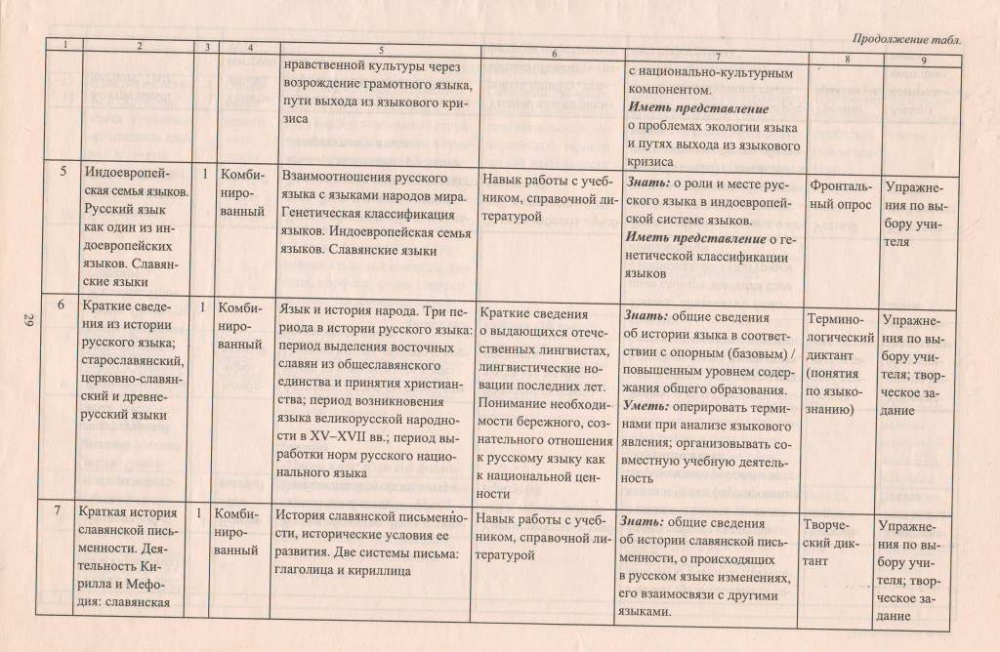 Продолжение табл.
1 2 3 4 5 6 7 8 9
нравственной культуры через
возрождение грамотного языка,
пути выхода из языкового кри-
зиса
с национально-культурным
компонентом.
Иметь представление
о проблемах экологии языка
и путях выхода из языкового
кризиса
5
Индоевропей-
ская семья языков.
Русский язык
как один из ин-
доевропейских
языков. Славян-
ские языки
1
Комби-
ниро-
ванный
Взаимоотношения русского
языка с языками народов мира.
Генетическая классификация
языков. Индоевропейская семья
языков. Славянские языки
Навык работы с учеб-
ником, справочной ли-
тературой
Знать: о роли и месте рус-
ского языка в индоевропей-
ской системе языков.
Иметь представление о ге-
нетической классификации
языков
Фронталь-
ный опрос
Упражне-
ния по вы-
бору учи-
теля
6
Краткие сведе-
ния из истории
русского языка;
старославянский,
церковно-славян-
ский и древне-
русский языки
1
Комби-
ниро-
ванный
Язык и история народа. Три пе-
риода в истории русского языка:
период выделения восточных
славян из общеславянского
единства и принятия христиан-
ства; период возникновения
языка великорусской народно-
сти в XV–XVII вв.; период вы-
работки норм русского нацио-
нального языка
Краткие сведения
о выдающихся отече-
ственных лингвистах,
лингвистические но-
вации последних лет.
Понимание необходи-
мости бережного, соз-
нательного отношения
к русскому языку как
к национальной цен-
ности
Знать: общие сведения
об истории языка в соответ-
ствии с опорным (базовым) /
повышенным уровнем содер-
жания общего образования.
Уметь: оперировать терми-
нами при анализе языкового
явления; организовывать со-
вместную учебную деятель-
ность
Термино-
логический
диктант
(понятия
по языко-
знанию)
Упражне-
ния по вы-
бору учи-
теля; твор-
ческое за-
дание
7
Краткая история
славянской пись-
менности. Дея-
тельность Ки-
рилла и Мефо-
дия: славянская
1
Комби-
ниро-
ванный
История славянской письменно-
сти, исторические условия ее
развития. Две системы письма:
глаголица и кириллица
Навык работы с учеб-
ником, справочной ли-
тературой
Знать: общие сведения
об истории славянской пись-
менности, о происходящих
в русском языке изменениях,
его взаимосвязи с другими
языками.
Творче-
ский дик-
тант
Упражне-
ния по вы-
бору учи-
теля; твор-
ческое за-
дание
29